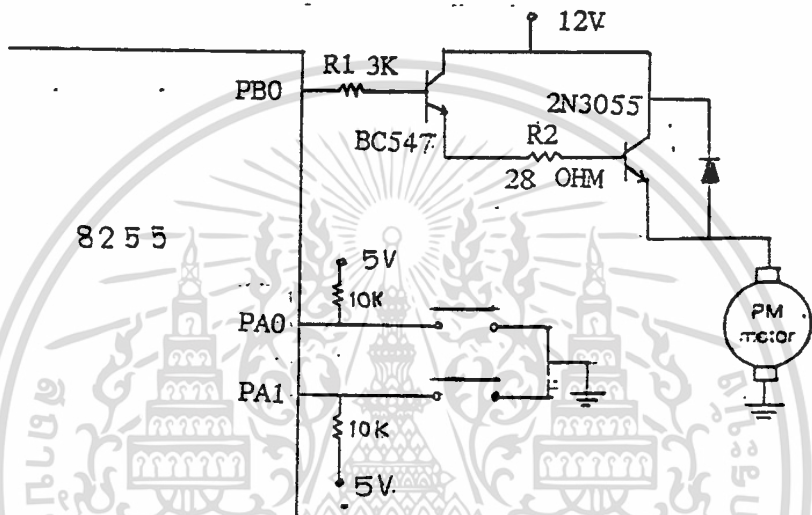 12V
R1 3K
PB0
2N3055
BC547
R2
28 OHM
8255
5V
10K
PA0
PM
motor
PA1
10K
5V.